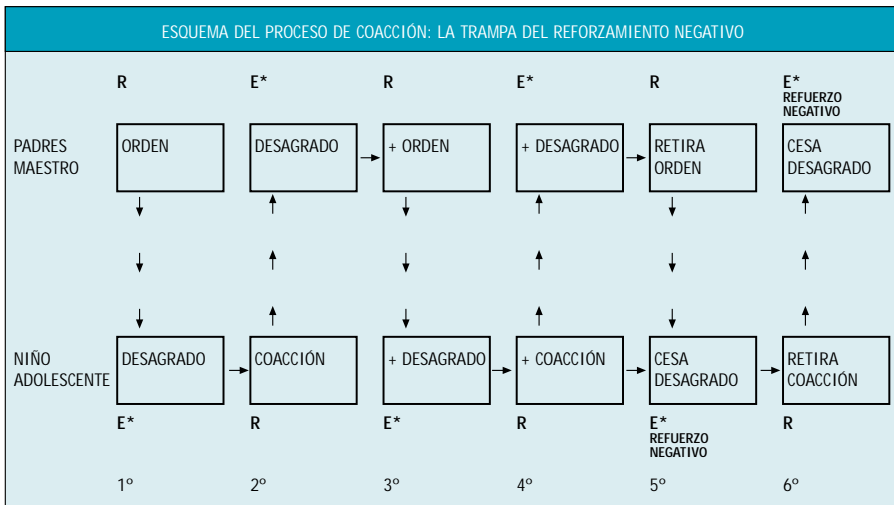 ESQUEMA DEL PROCESO DE COACCIÓN: LA TRAMPA DEL REFORZAMIENTO NEGATIVO
R E* R E* R E*
REFUERZO
NEGATIVO
PADRES
MAESTRO
ORDEN
DESAGRADO
+ ORDEN
+ DESAGRADO
RETIRA
ORDEN
CESA
DESAGRADO
NIÑO
ADOLESCENTE
DESAGRADO
COACCIÓN
+ DESAGRADO
+ COACCIÓN
CESA
DESAGRADO
RETIRA
COACCIÓN
E* R E* R E* R
REFUERZO
NEGATIVO
1º 2º 3º 4º 5º 6º